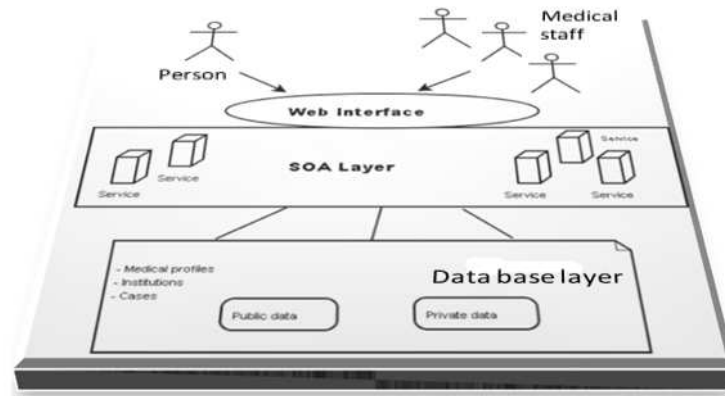 Medical
staff
Person
Web Interface
Service
SOA Layer
Service
Service
Service
Service
- Medical profiles
- Institutions
- Cases
Data base layer
Public data
Private data